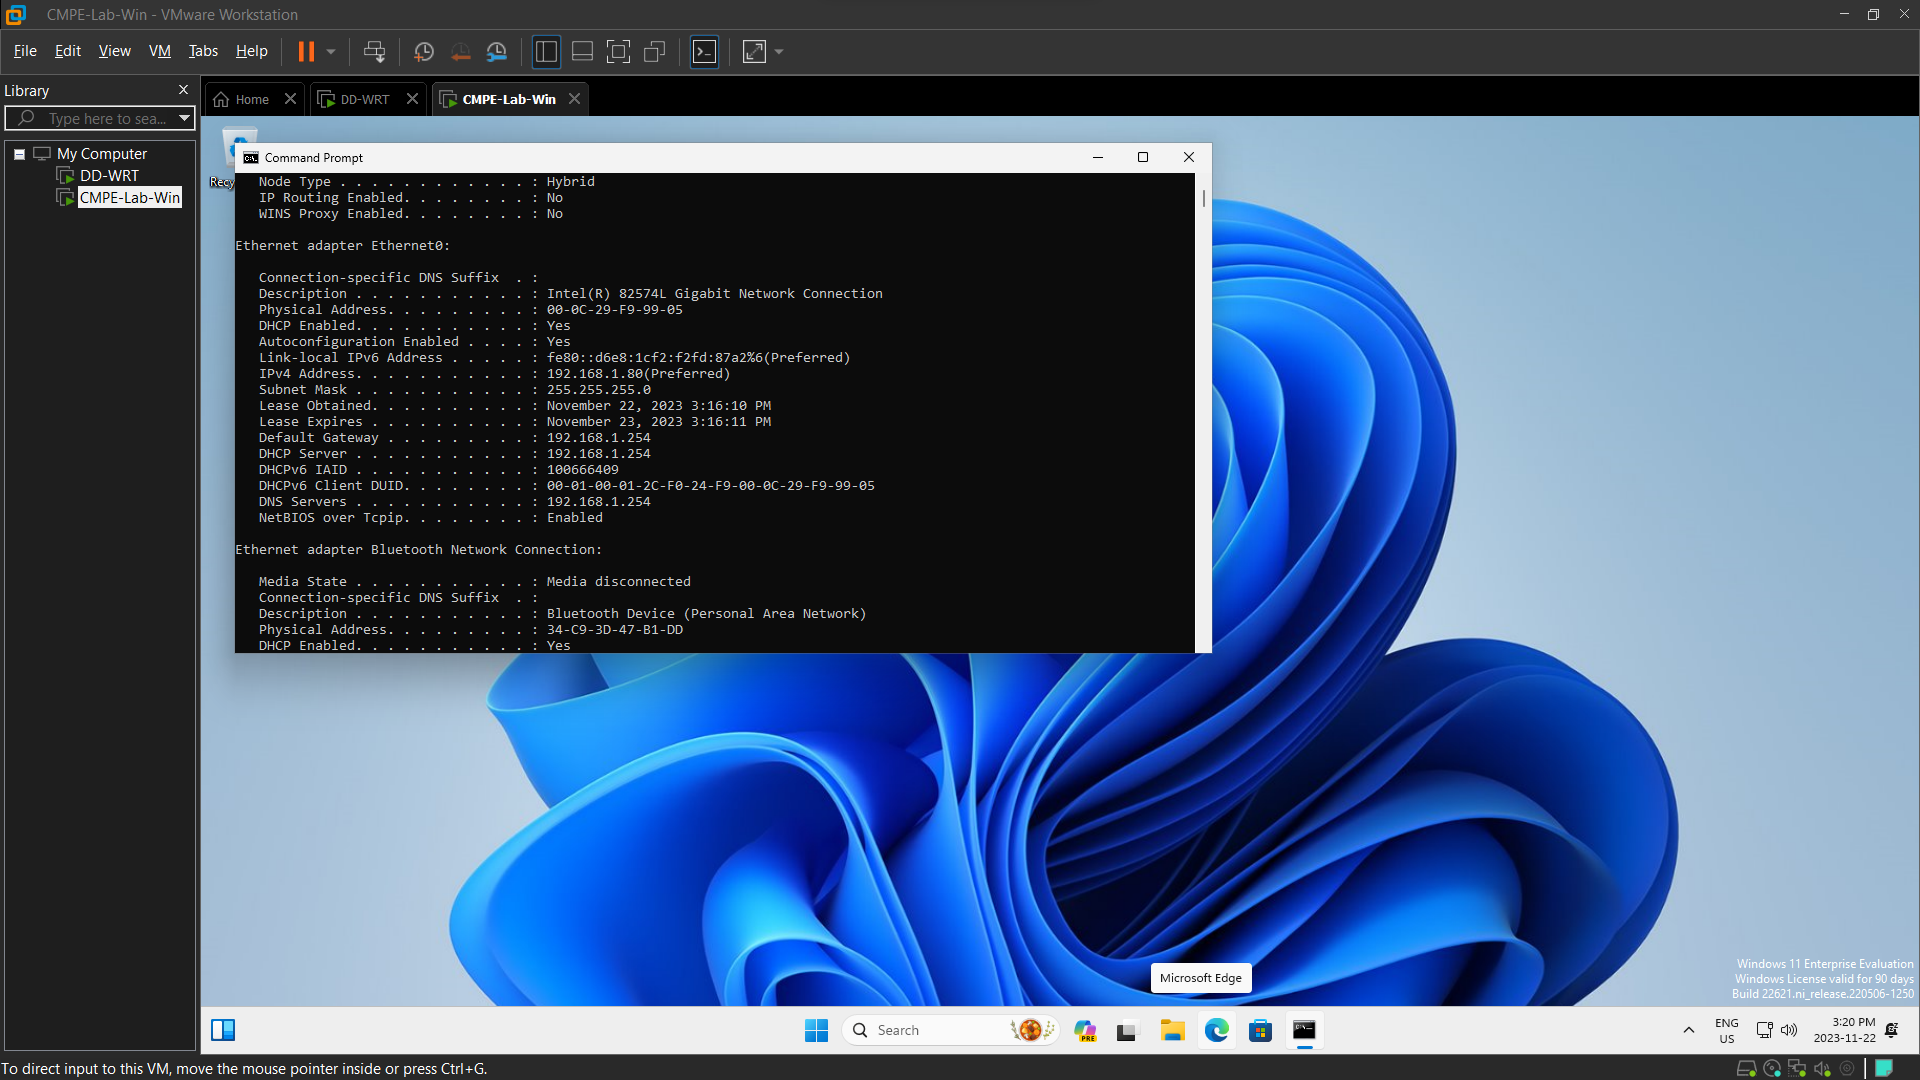 CMPE-Lab-Win - VMware Workstation
File Edit View VM Tabs Help
Library
Type here to sea...
My Computer
DD-WRT
CMPE-Lab-Win
Home
DD-WRT
CMPE-Lab-Win
Recy
Command Prompt
Node Type . . . . . . . . . . . . : Hybrid
IP Routing Enabled. . . . . . . . : No
WINS Proxy Enabled. . . . . . . . : No
Ethernet adapter Ethernet0:
Connection-specific DNS Suffix  . :
Description . . . . . . . . . . . : Intel(R) 82574L Gigabit Network Connection
Physical Address. . . . . . . . . : 00-0C-29-F9-99-05
DHCP Enabled. . . . . . . . . . . : Yes
Autoconfiguration Enabled . . . . : Yes
Link-local IPv6 Address . . . . . : fe80::d6e8:1cf2:f2fd:87a2%6(Preferred)
IPv4 Address. . . . . . . . . . . : 192.168.1.80(Preferred)
Subnet Mask . . . . . . . . . . . : 255.255.255.0
Lease Obtained. . . . . . . . . . : November 22, 2023 3:16:10 PM
Lease Expires . . . . . . . . . . : November 23, 2023 3:16:11 PM
Default Gateway . . . . . . . . . : 192.168.1.254
DHCP Server . . . . . . . . . . . : 192.168.1.254
DHCPv6 IAID . . . . . . . . . . . : 100666409
DHCPv6 Client DUID. . . . . . . . : 00-01-00-01-2C-F0-24-F9-00-0C-29-F9-99-05
DNS Servers . . . . . . . . . . . : 192.168.1.254
NetBIOS over Tcpip. . . . . . . . : Enabled
Ethernet adapter Bluetooth Network Connection:
Media State . . . . . . . . . . . : Media disconnected
Connection-specific DNS Suffix  . :
Description . . . . . . . . . . . : Bluetooth Device (Personal Area Network)
Physical Address. . . . . . . . . : 34-C9-3D-47-B1-DD
DHCP Enabled. . . . . . . . . . . : Yes
Microsoft Edge
Windows 11 Enterprise Evaluation
Windows License valid for 90 days
Build 22621.ni_release.220506-1250
Search
PRE
ENG
US
3:20 PM
2023-11-22
To direct input to this VM, move the mouse pointer inside or press Ctrl+G.